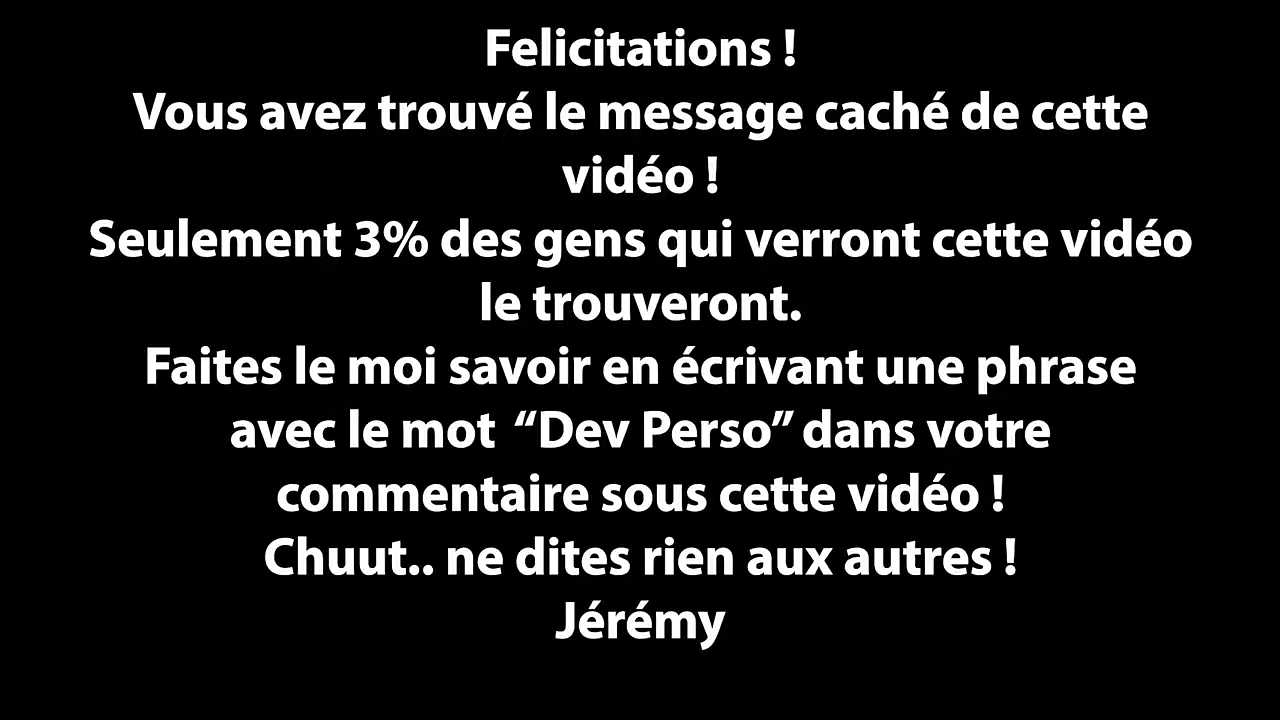 Felicitations !
Vous avez trouvé le message caché de cette
vidéo !
Seulement 3% des gens qui verront cette vidéo
le trouveront.
Faites le moi savoir en écrivant une phrase
avec le mot “Dev Perso” dans votre
commentaire sous cette vidéo !
Chuut.. ne dites rien aux autres !
Jérémy